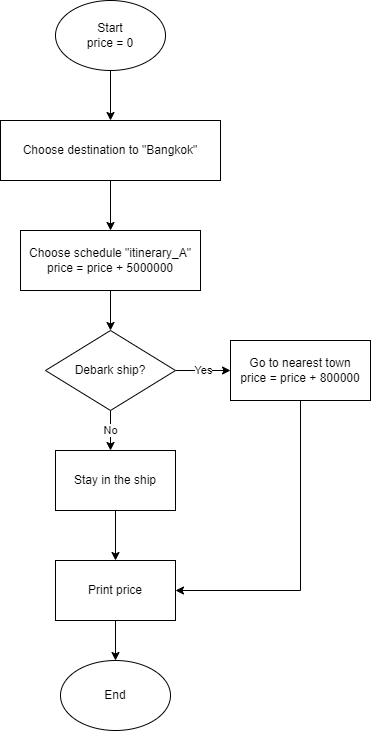 Start
price = 0
Choose destination to "Bangkok"
Choose schedule "itinerary_A"
price = price + 5000000
Debark ship?
Yes
Go to nearest town
price = price + 800000
No
Stay in the ship
Print price
End